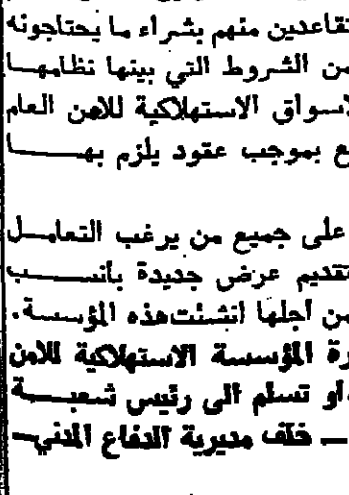 تقاعدين منهم بشراء ما يحتاجونه
من الشروط التي بينها نظامها
لاسواق الاستهلاكية للامن العام
ع بموجب عقود يلزم بها
على جميع من يرغب التعامل
تقديم عرض جديدة بأنسب
من أجلها انشئت هذه المؤسسة.
رة المؤسسة الاستهلاكية للامن
او تسلم الى رئيس شعبة
— خلف مديرية الدفاع المدني—